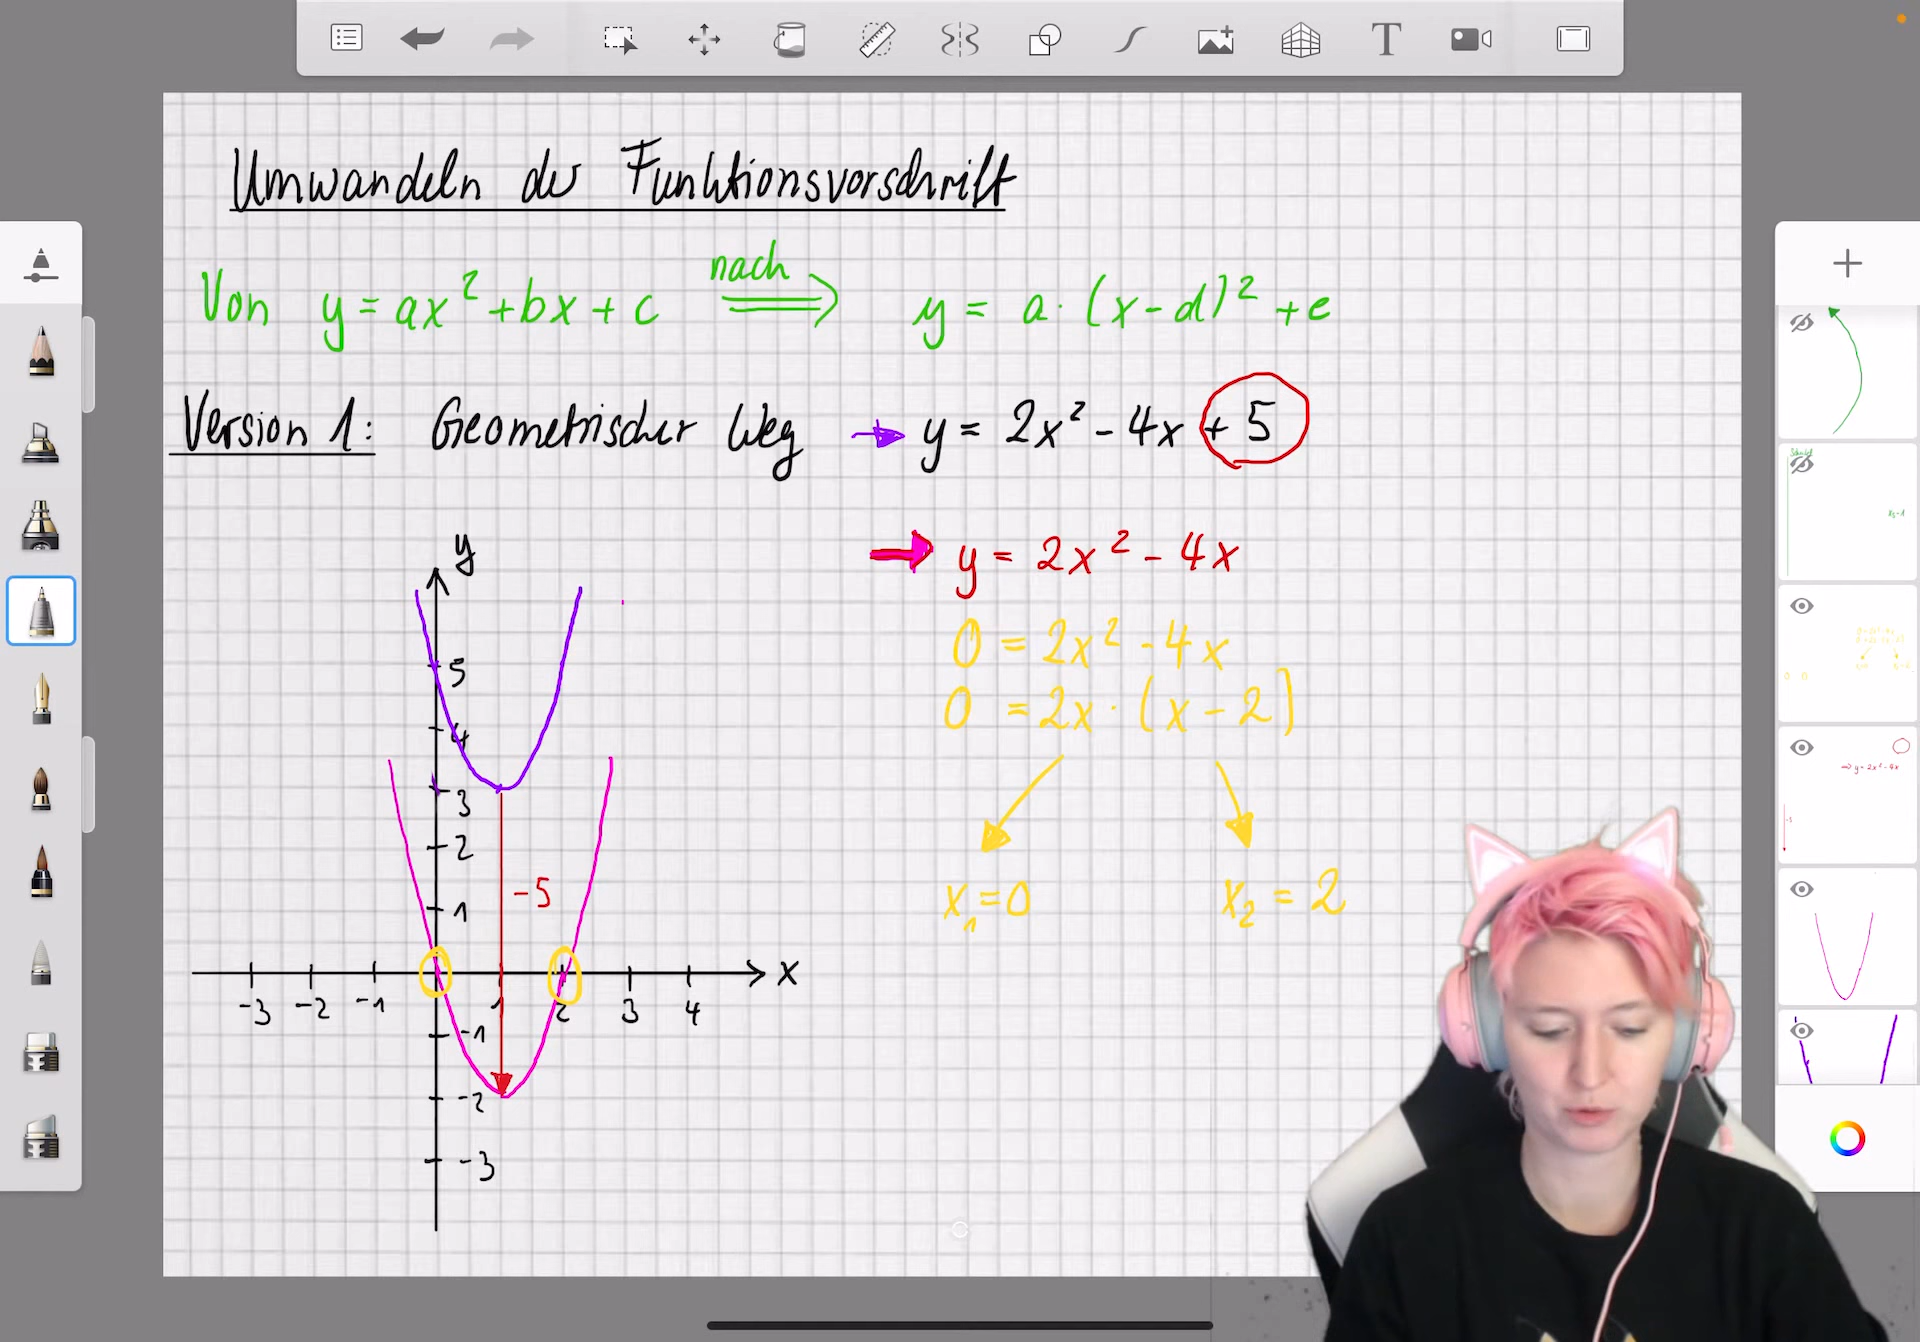 Umwandeln der Funktionsvorschrift
Von y = ax² + bx + c nach ⟹ y = a · (x - d)² + e
Version 1: Geometrischer Weg → y = 2x² - 4x + 5
⇒ y = 2x² - 4x
0 = 2x² - 4x
0 = 2x · (x - 2)
x₁ = 0 x₂ = 2
y
5
4
3
2
1
-5
x
-3 -2 -1 1 2 3 4
-1
-2
-3
T